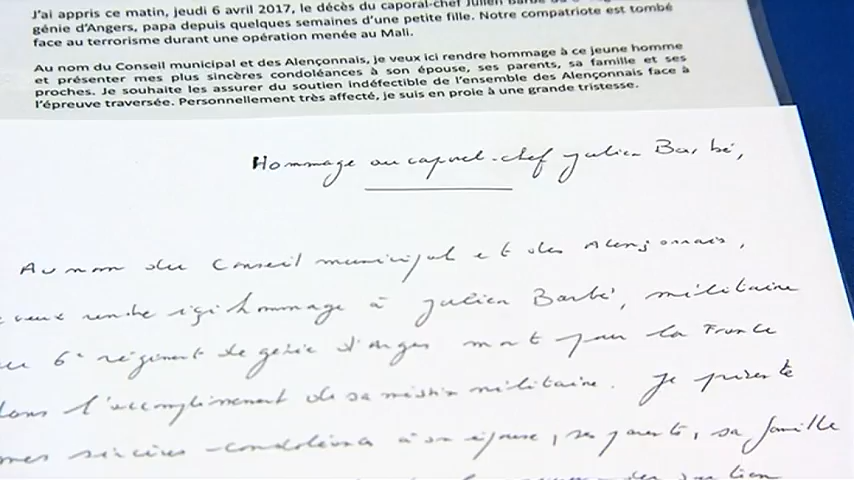 J'ai appris ce matin, jeudi 6 avril 2017, le décès du caporal-chef Julien
génie d'Angers, papa depuis quelques semaines d'une petite fille. Notre compatriote est tombé
face au terrorisme durant une opération menée au Mali.
Au nom du Conseil municipal et des Alençonnais, je veux ici rendre hommage à ce jeune homme
et présenter mes plus sincères condoléances à son épouse, ses parents, sa famille et ses
proches. Je souhaite les assurer du soutien indéfectible de l'ensemble des Alençonnais face à
l'épreuve traversée. Personnellement très affecté, je suis en proie à une grande tristesse.
Hommage au caporal-chef Julien Barbé,
Au nom du Conseil municipal et des Alençonnais,
veux rendre ici hommage à Julien Barbé, militaire
6e régiment de génie d'Angers mort pour la France
dans l'accomplissement de sa mission militaire. Je présente
mes sincères condoléances à son épouse, ses parents, sa famille
soutien